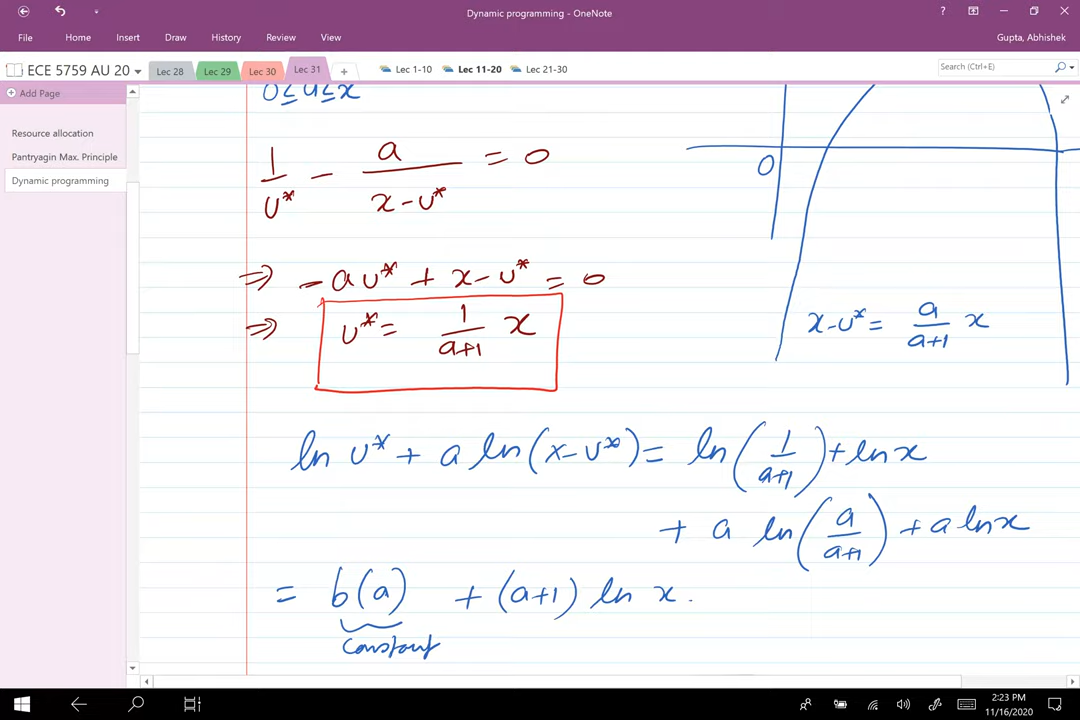 Dynamic programming - OneNote
File Home Insert Draw History Review View Gupta, Abhishek
ECE 5759 AU 20 Lec 28 Lec 29 Lec 30 Lec 31 Lec 1-10 Lec 11-20 Lec 21-30 Search (Ctrl+E)
Add Page
Resource allocation
Pantryagin Max. Principle
Dynamic programming
0≤u≤x
1/u* - a/(x-u*) = 0
0
⇒ -au* + x-u* = 0
⇒ u* = 1/(a+1) x
x-u* = a/(a+1) x
ln u* + a ln(x-u*) = ln(1/(a+1)) + ln x
+ a ln(a/(a+1)) + a ln x
= b(a) + (a+1) ln x.
constant
2:23 PM
11/16/2020